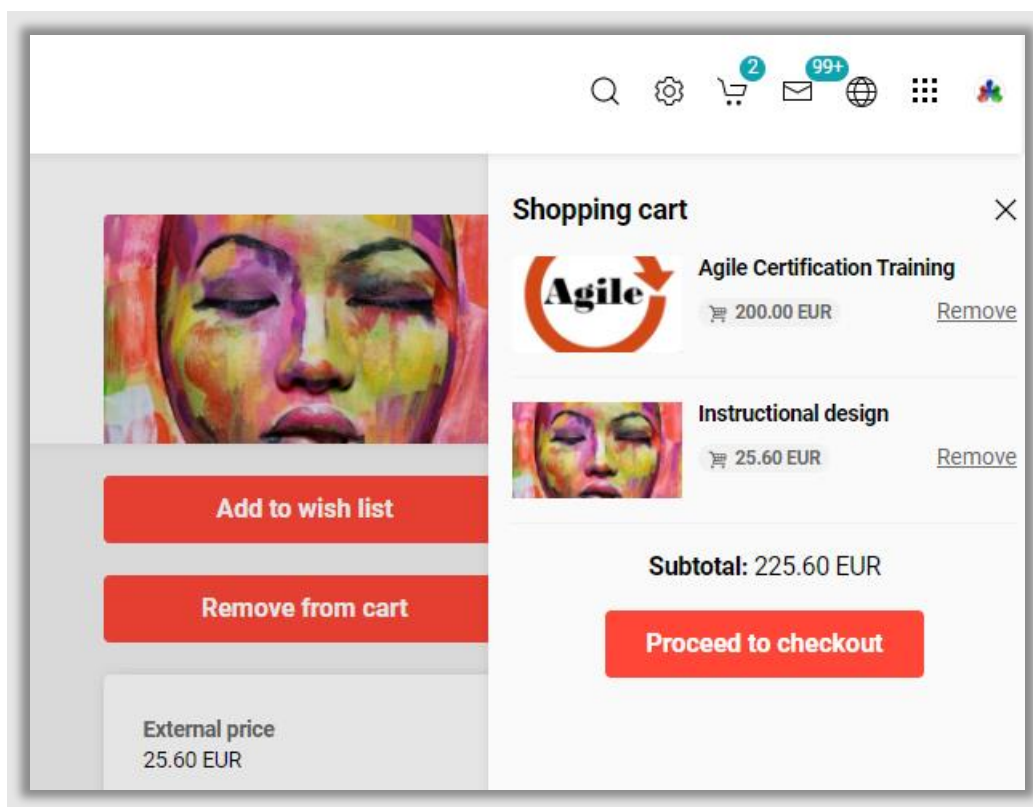 2
99+
Shopping cart
Agile
Agile Certification Training
200.00 EUR
Remove
Instructional design
25.60 EUR
Remove
Subtotal: 225.60 EUR
Proceed to checkout
Add to wish list
Remove from cart
External price
25.60 EUR